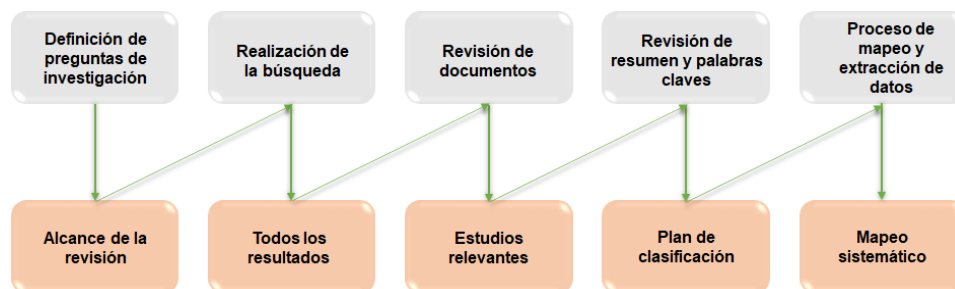 Definición de
preguntas de
investigación
Realización de
la búsqueda
Revisión de
documentos
Revisión de
resumen y palabras
claves
Proceso de
mapeo y
extracción de
datos
Alcance de la
revisión
Todos los
resultados
Estudios
relevantes
Plan de
clasificación
Mapeo
sistemático